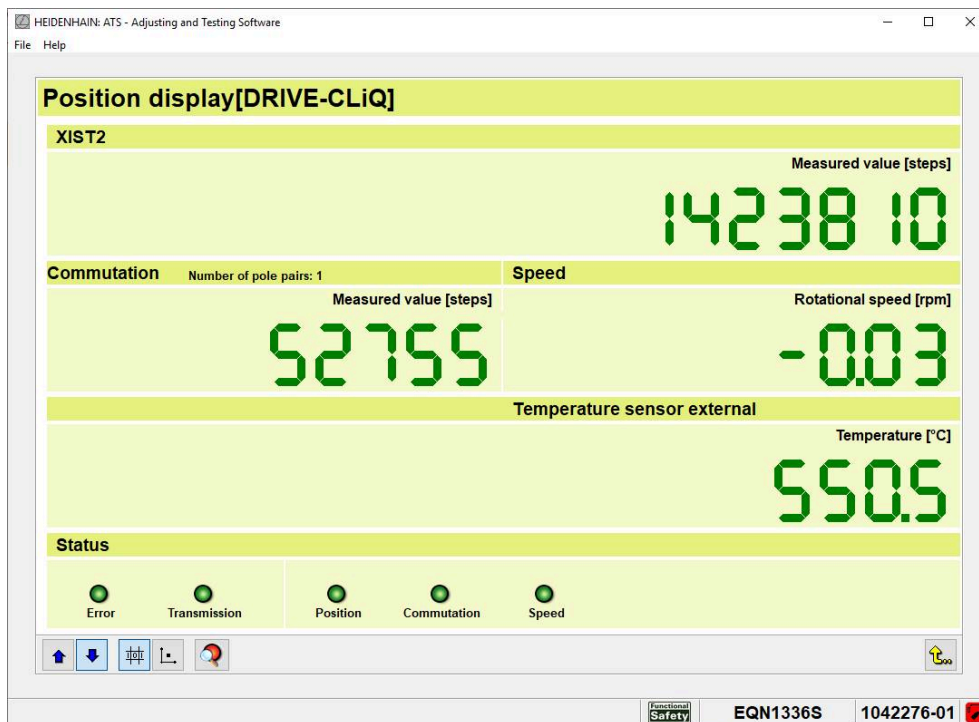 HEIDENHAIN: ATS - Adjusting and Testing Software
File Help
Position display[DRIVE-CLiQ]
XIST2
Measured value [steps]
1423810
Commutation Number of pole pairs: 1 Speed
Measured value [steps] Rotational speed [rpm]
52755 -0.03
Temperature sensor external
Temperature [°C]
550.5
Status
Error Transmission Position Commutation Speed
Functional
Safety EQN1336S 1042276-01